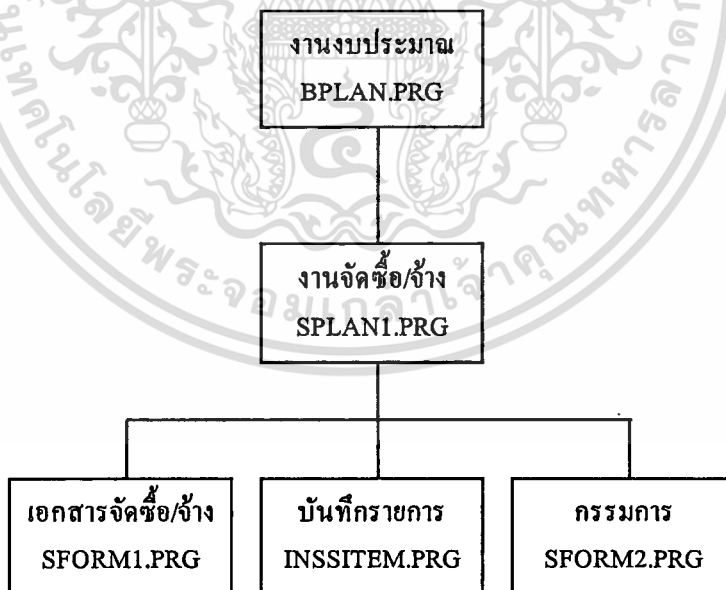 งานงบประมาณ
BPLAN.PRG
งานจัดซื้อ/จ้าง
SPLAN1.PRG
เอกสารจัดซื้อ/จ้าง
SFORM1.PRG
บันทึกรายการ
INSSITEM.PRG
กรรมการ
SFORM2.PRG